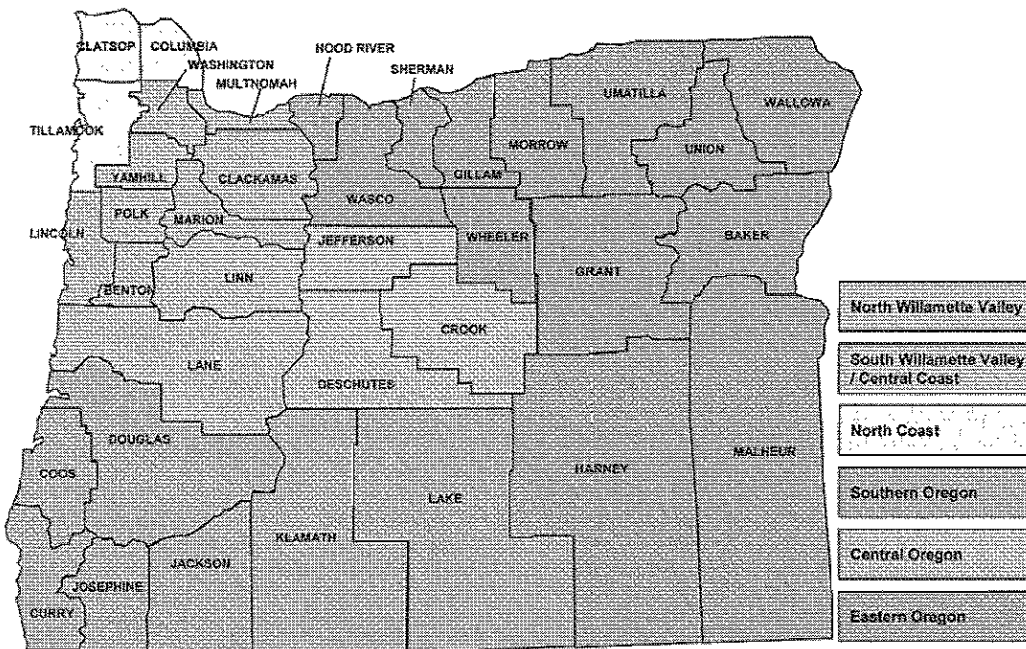 CLATSOP
COLUMBIA
HOOD RIVER
WASHINGTON
SHERMAN
MULTNOMAH
UMATILLA
WALLOWA
TILLAMOOK
MORROW
UNION
YAMHILL
CLACKAMAS
GILLAM
WASCO
POLK
MARION
LINCOLN
JEFFERSON
WHEELER
BAKER
GRANT
BENTON
LINN
North Willamette Valley
CROOK
LANE
DESCHUTES
South Willamette Valley
/ Central Coast
North Coast
DOUGLAS
MALHEUR
COOS
HARNEY
LAKE
Southern Oregon
KLAMATH
JACKSON
Central Oregon
JOSEPHINE
CURRY
Eastern Oregon